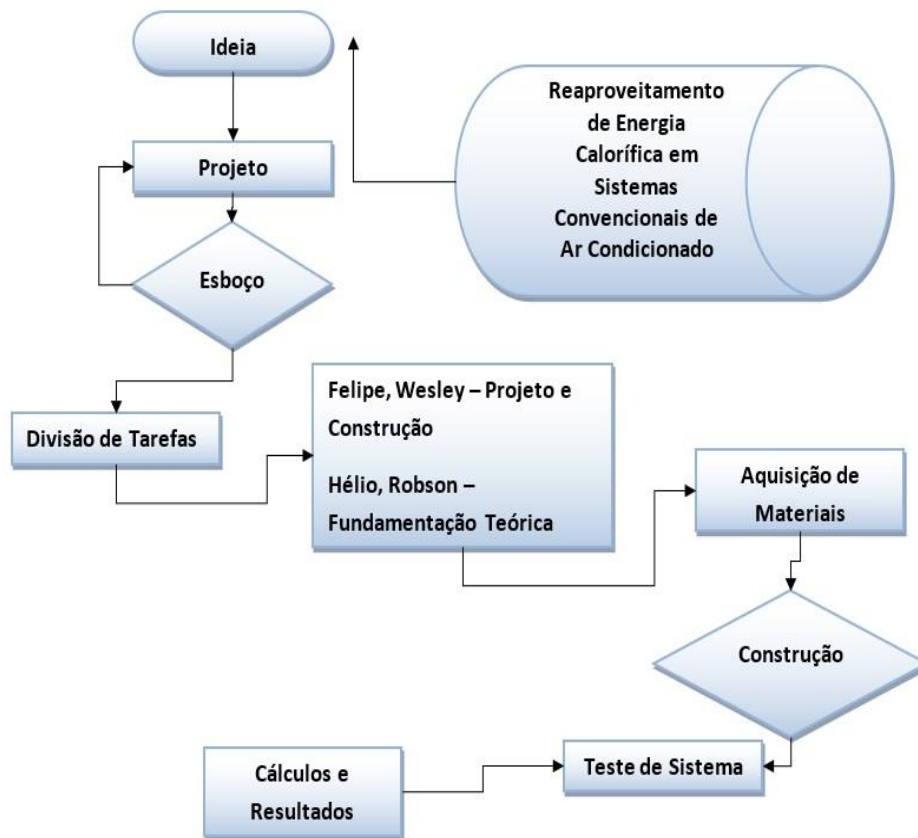 Ideia
Reaproveitamento
de Energia
Calorífica em
Sistemas
Convencionais de
Ar Condicionado
Projeto
Esboço
Divisão de Tarefas
Felipe, Wesley – Projeto e
Construção
Hélio, Robson –
Fundamentação Teórica
Aquisição de
Materiais
Construção
Teste de Sistema
Cálculos e
Resultados